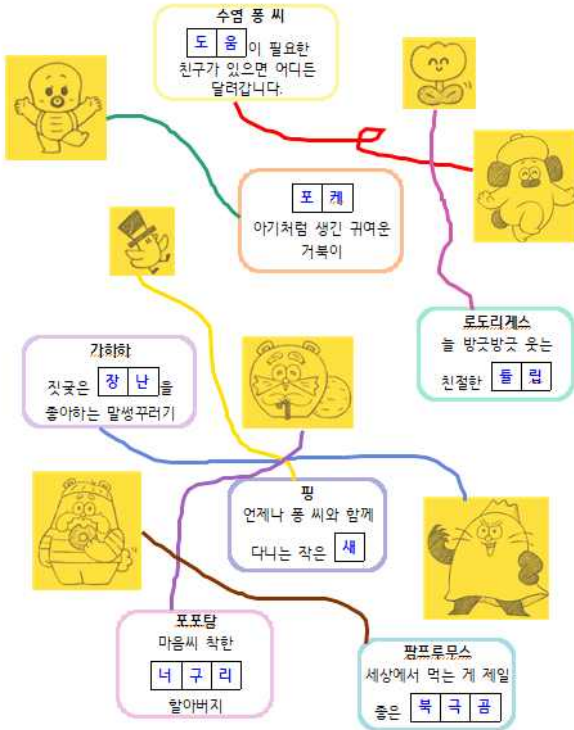 수염 퐁 씨
도움이 필요한
친구가 있으면 어디든
달려갑니다.
포케
아기처럼 생긴 귀여운
거북이
로도리게스
늘 방긋방긋 웃는
친절한 튤립
가하하
짓궂은 장난을
좋아하는 말썽꾸러기
핑
언제나 퐁 씨와 함께
다니는 작은 새
포포탐
마음씨 착한
너구리
할아버지
팜프로무스
세상에서 먹는 게 제일
좋은 북극곰